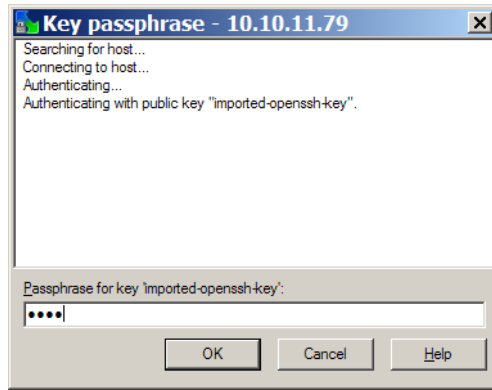 Key passphrase - 10.10.11.79
Searching for host...
Connecting to host...
Authenticating...
Authenticating with public key "imported-openssh-key".
Passphrase for key 'imported-openssh-key':
••••
OK
Cancel
Help